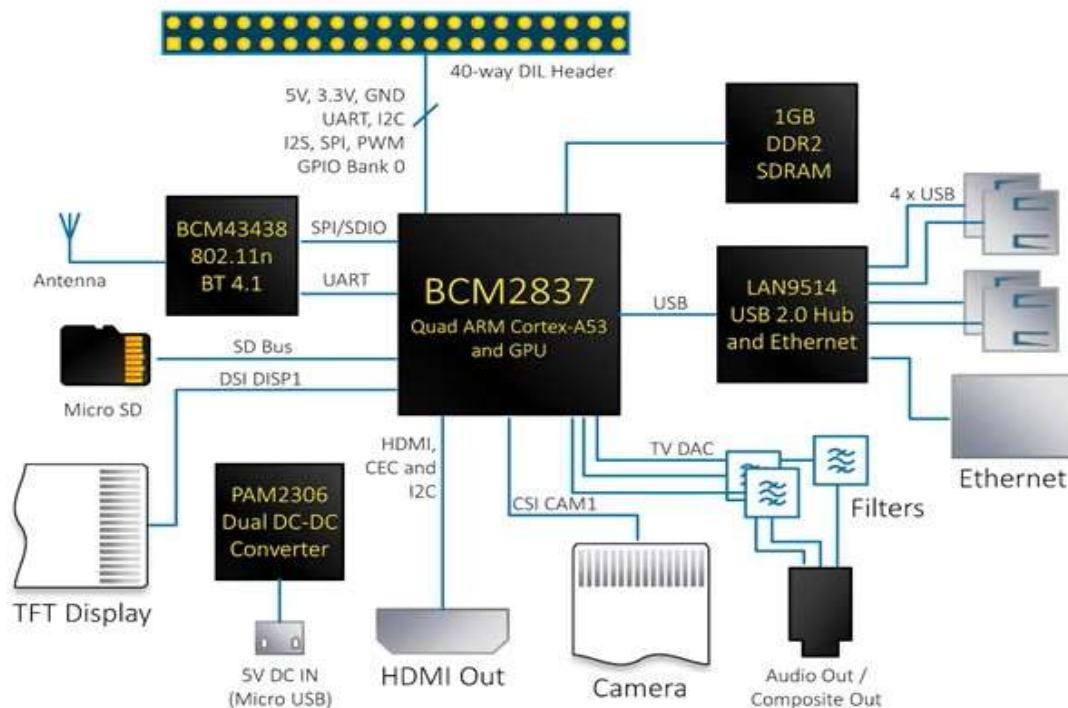 40-way DIL Header
5V, 3.3V, GND
UART, I2C
I2S, SPI, PWM
GPIO Bank 0
1GB
DDR2
SDRAM
4 x USB
BCM43438
802.11n
BT 4.1
SPI/SDIO
UART
Antenna
BCM2837
Quad ARM Cortex-A53
and GPU
USB
LAN9514
USB 2.0 Hub
and Ethernet
SD Bus
DSI DISP1
Micro SD
HDMI,
CEC and
I2C
TV DAC
Ethernet
PAM2306
Dual DC-DC
Converter
CSI CAM1
Filters
TFT Display
5V DC IN
(Micro USB)
HDMI Out
Camera
Audio Out /
Composite Out